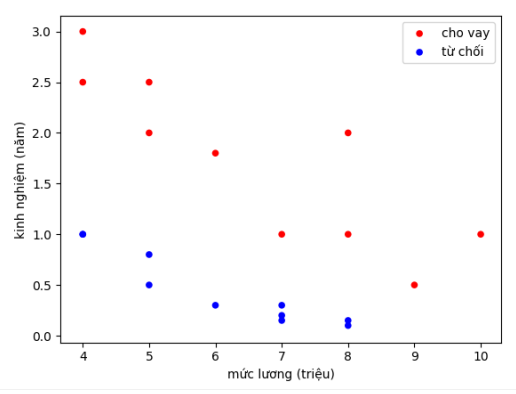 cho vay
từ chối
kinh nghiệm (năm)
3.0
2.5
2.0
1.5
1.0
0.5
0.0
4 5 6 7 8 9 10
mức lương (triệu)